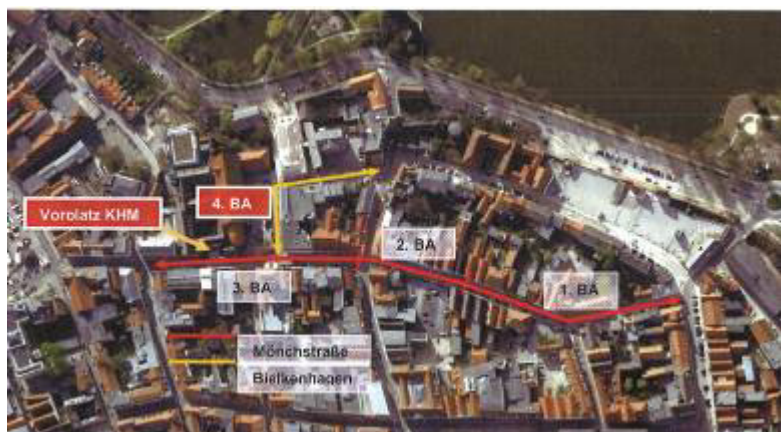 4. BA
Vorplatz KHM
2. BA
3. BA
1. BA
Mönchstraße
Bielkenhagen